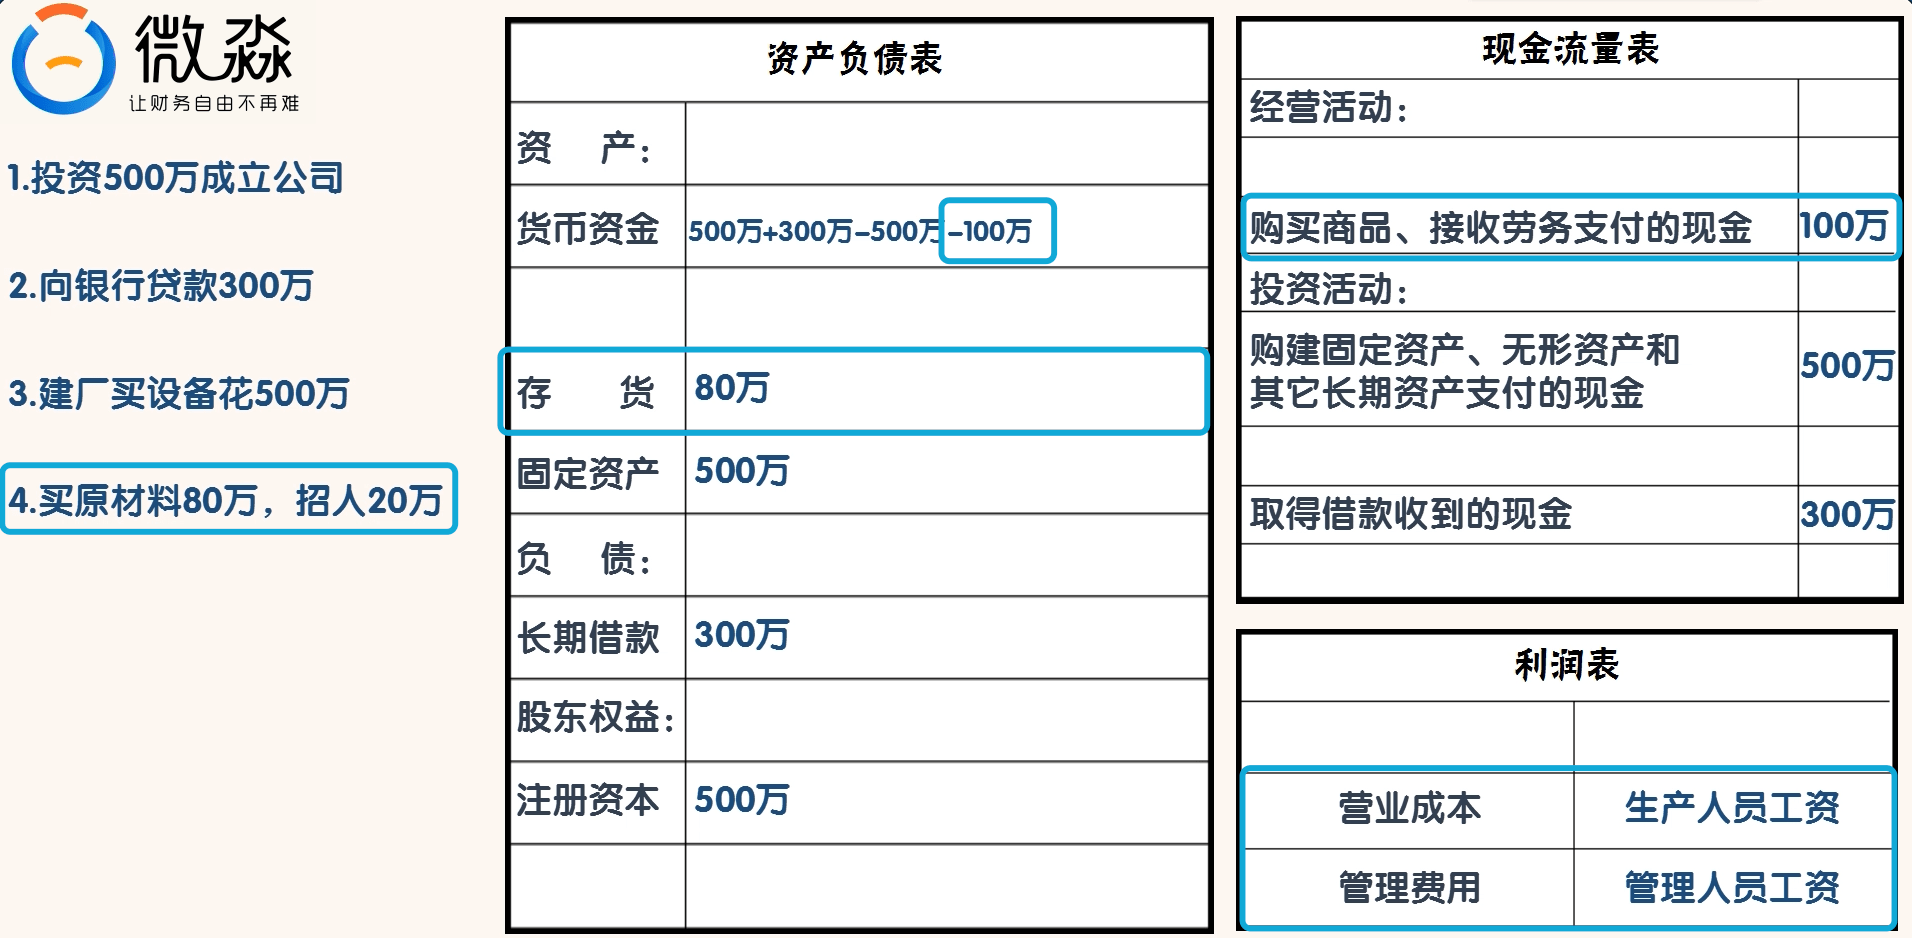 微淼
让财务自由不再难
1.投资500万成立公司
2.向银行贷款300万
3.建厂买设备花500万
4.买原材料80万，招人20万
资产负债表
资 产：
货币资金 500万+300万-500万-100万
存 货 80万
固定资产 500万
负 债：
长期借款 300万
股东权益：
注册资本 500万
现金流量表
经营活动：
购买商品、接收劳务支付的现金 100万
投资活动：
购建固定资产、无形资产和
其它长期资产支付的现金 500万
取得借款收到的现金 300万
利润表
营业成本 生产人员工资
管理费用 管理人员工资